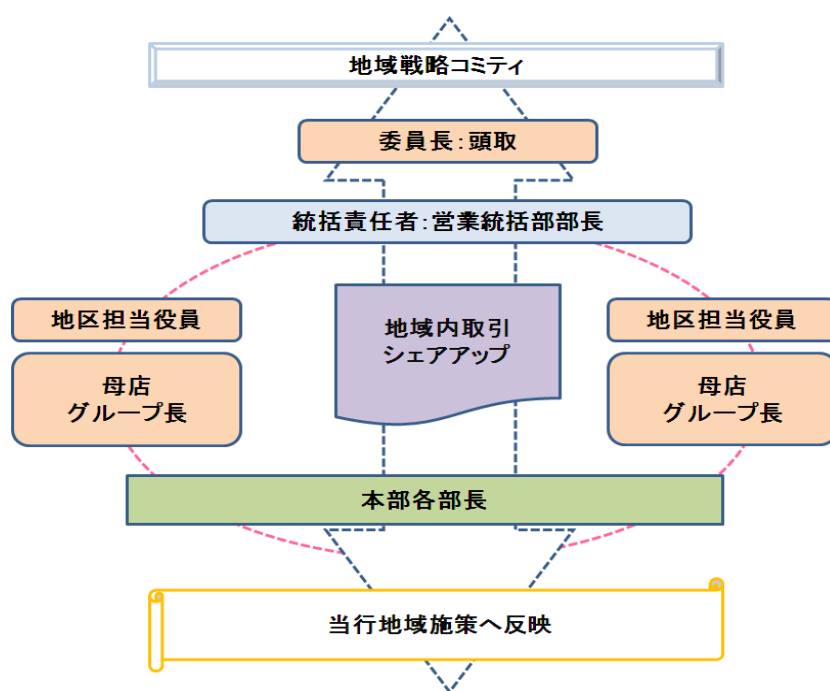 地域戦略コミティ
委員長：頭取
統括責任者：営業統括部部長
地区担当役員
母店
グループ長
地域内取引
シェアアップ
地区担当役員
母店
グループ長
本部各部長
当行地域施策へ反映